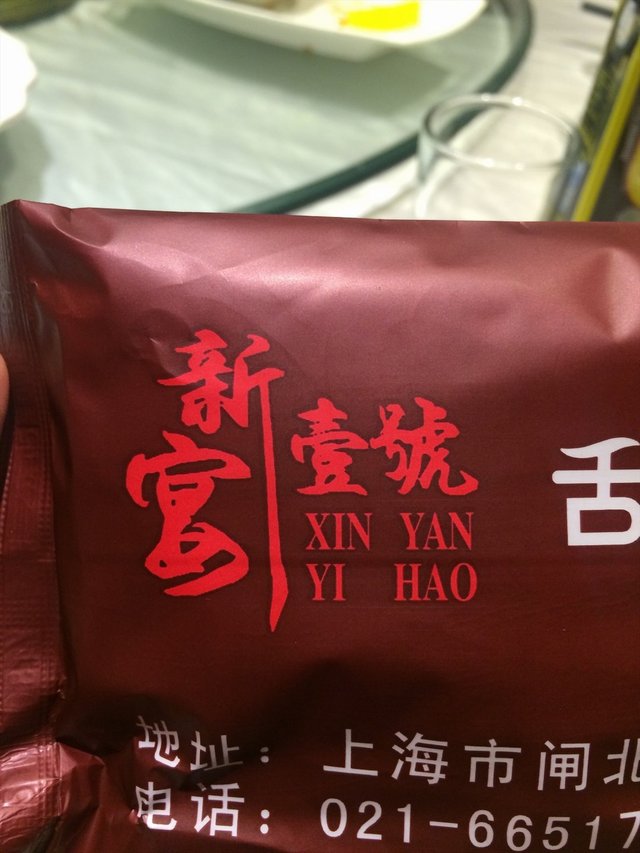 新宴
壹號
XIN YAN
YI HAO
舌
地址：上海市闸北
电话：021-66517